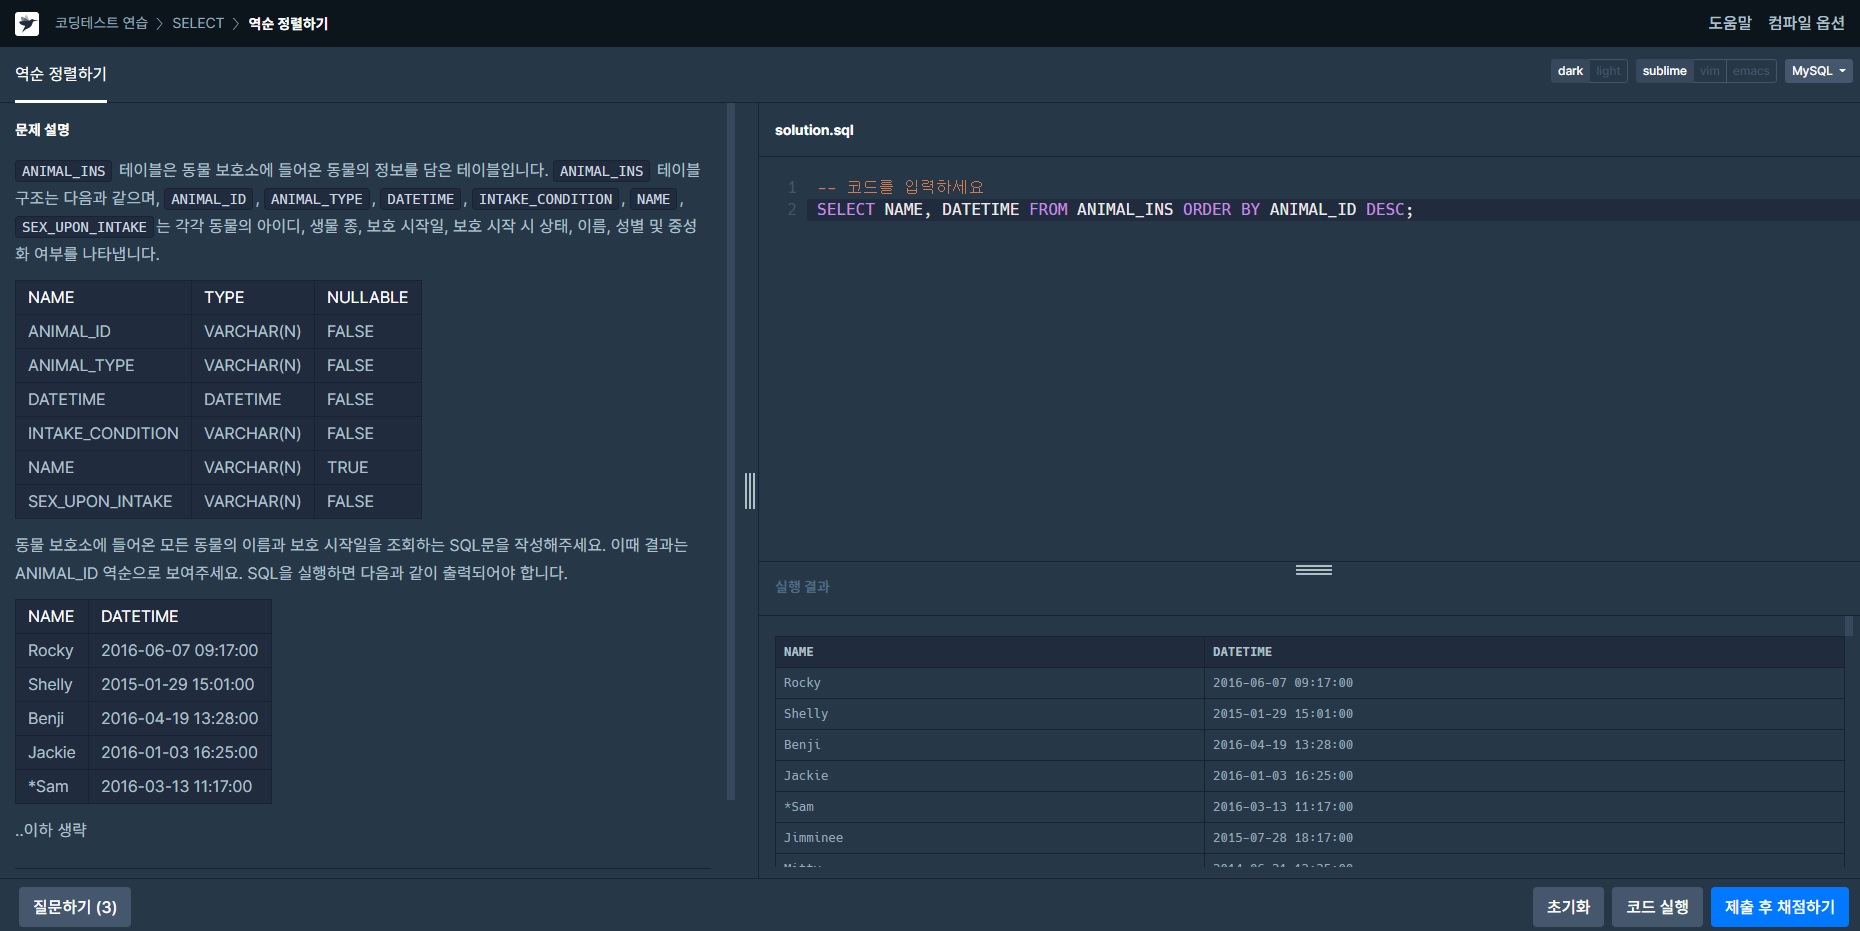 코딩테스트 연습 > SELECT > 역순 정렬하기
도움말 컴파일 옵션
역순 정렬하기
dark light sublime vim emacs MySQL
문제 설명
ANIMAL_INS 테이블은 동물 보호소에 들어온 동물의 정보를 담은 테이블입니다. ANIMAL_INS 테이블
구조는 다음과 같으며, ANIMAL_ID, ANIMAL_TYPE, DATETIME, INTAKE_CONDITION, NAME,
SEX_UPON_INTAKE 는 각각 동물의 아이디, 생물 종, 보호 시작일, 보호 시작 시 상태, 이름, 성별 및 중성
화 여부를 나타냅니다.
NAME TYPE NULLABLE
ANIMAL_ID VARCHAR(N) FALSE
ANIMAL_TYPE VARCHAR(N) FALSE
DATETIME DATETIME FALSE
INTAKE_CONDITION VARCHAR(N) FALSE
NAME VARCHAR(N) TRUE
SEX_UPON_INTAKE VARCHAR(N) FALSE
동물 보호소에 들어온 모든 동물의 이름과 보호 시작일을 조회하는 SQL문을 작성해주세요. 이때 결과는
ANIMAL_ID 역순으로 보여주세요. SQL을 실행하면 다음과 같이 출력되어야 합니다.
NAME DATETIME
Rocky 2016-06-07 09:17:00
Shelly 2015-01-29 15:01:00
Benji 2016-04-19 13:28:00
Jackie 2016-01-03 16:25:00
*Sam 2016-03-13 11:17:00
..이하 생략
solution.sql
1 -- 코드를 입력하세요
2 SELECT NAME, DATETIME FROM ANIMAL_INS ORDER BY ANIMAL_ID DESC;
실행 결과
NAME DATETIME
Rocky 2016-06-07 09:17:00
Shelly 2015-01-29 15:01:00
Benji 2016-04-19 13:28:00
Jackie 2016-01-03 16:25:00
*Sam 2016-03-13 11:17:00
Jimminee 2015-07-28 18:17:00
질문하기 (3)
초기화 코드 실행 제출 후 채점하기